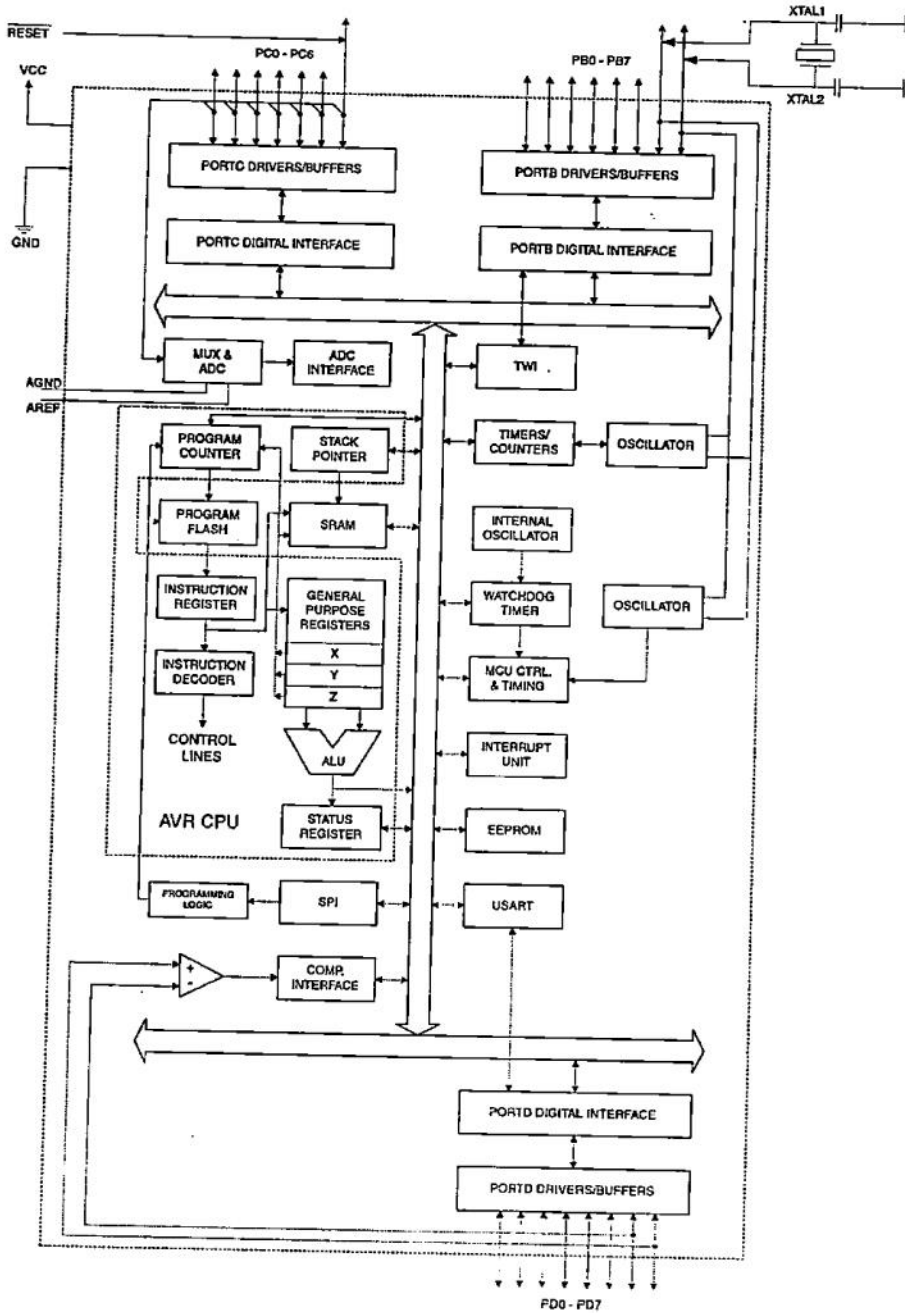 RESET
XTAL1
PC0 - PC6
PB0 - PB7
VCC
XTAL2
PORTC DRIVERS/BUFFERS
PORTB DRIVERS/BUFFERS
GND
PORTC DIGITAL INTERFACE
PORTB DIGITAL INTERFACE
MUX &
ADC
ADC
INTERFACE
TWI
AGND
AREF
PROGRAM
COUNTER
STACK
POINTER
TIMERS/
COUNTERS
OSCILLATOR
PROGRAM
FLASH
SRAM
INTERNAL
OSCILLATOR
INSTRUCTION
REGISTER
GENERAL
PURPOSE
REGISTERS
WATCHDOG
TIMER
OSCILLATOR
X
INSTRUCTION
DECODER
Y
MCU CTRL.
& TIMING
Z
CONTROL
LINES
ALU
INTERRUPT
UNIT
AVR CPU
STATUS
REGISTER
EEPROM
PROGRAMMING
LOGIC
SPI
USART
+
-
COMP.
INTERFACE
PORTD DIGITAL INTERFACE
PORTD DRIVERS/BUFFERS
PD0 - PD7